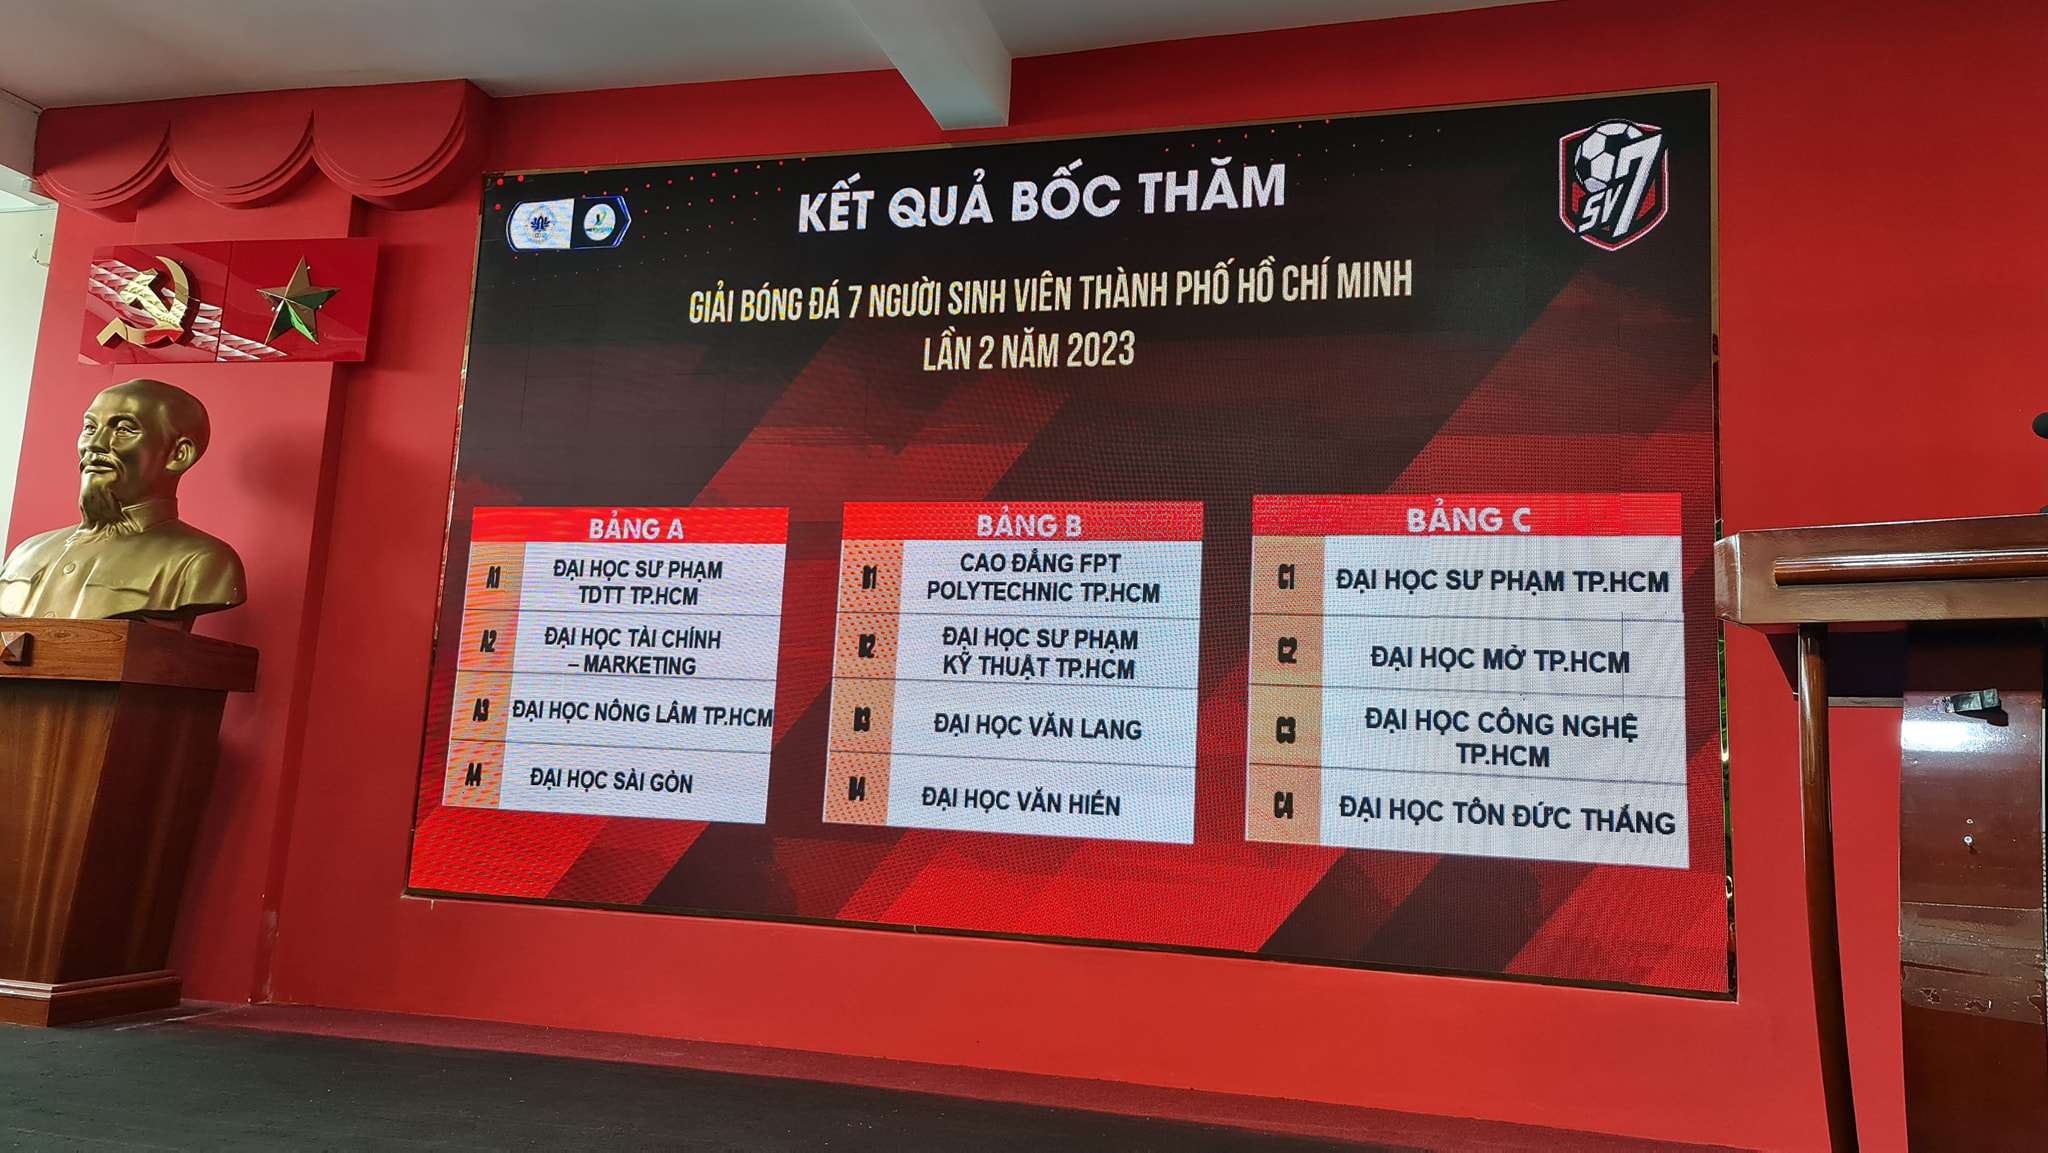 KẾT QUẢ BỐC THĂM
SV7
GIẢI BÓNG ĐÁ 7 NGƯỜI SINH VIÊN THÀNH PHỐ HỒ CHÍ MINH
LẦN 2 NĂM 2023
BẢNG A
A1 ĐẠI HỌC SƯ PHẠM
TDTT TP.HCM
A2 ĐẠI HỌC TÀI CHÍNH
– MARKETING
A3 ĐẠI HỌC NÔNG LÂM TP.HCM
A4 ĐẠI HỌC SÀI GÒN
BẢNG B
B1 CAO ĐẲNG FPT
POLYTECHNIC TP.HCM
B2 ĐẠI HỌC SƯ PHẠM
KỸ THUẬT TP.HCM
B3 ĐẠI HỌC VĂN LANG
B4 ĐẠI HỌC VĂN HIẾN
BẢNG C
C1 ĐẠI HỌC SƯ PHẠM TP.HCM
C2 ĐẠI HỌC MỞ TP.HCM
C3 ĐẠI HỌC CÔNG NGHỆ
TP.HCM
C4 ĐẠI HỌC TÔN ĐỨC THẮNG